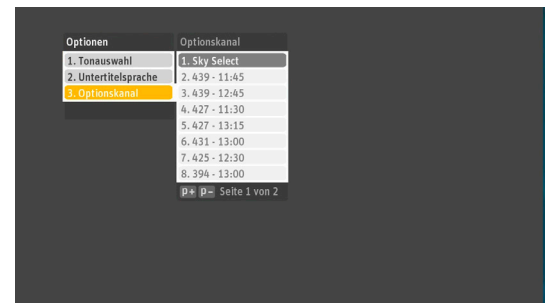 Optionen
1. Tonauswahl
2. Untertitelsprache
3. Optionskanal
Optionskanal
1. Sky Select
2. 439 - 11:45
3. 439 - 12:45
4. 427 - 11:30
5. 427 - 13:15
6. 431 - 13:00
7. 425 - 12:30
8. 394 - 13:00
P+ P- Seite 1 von 2